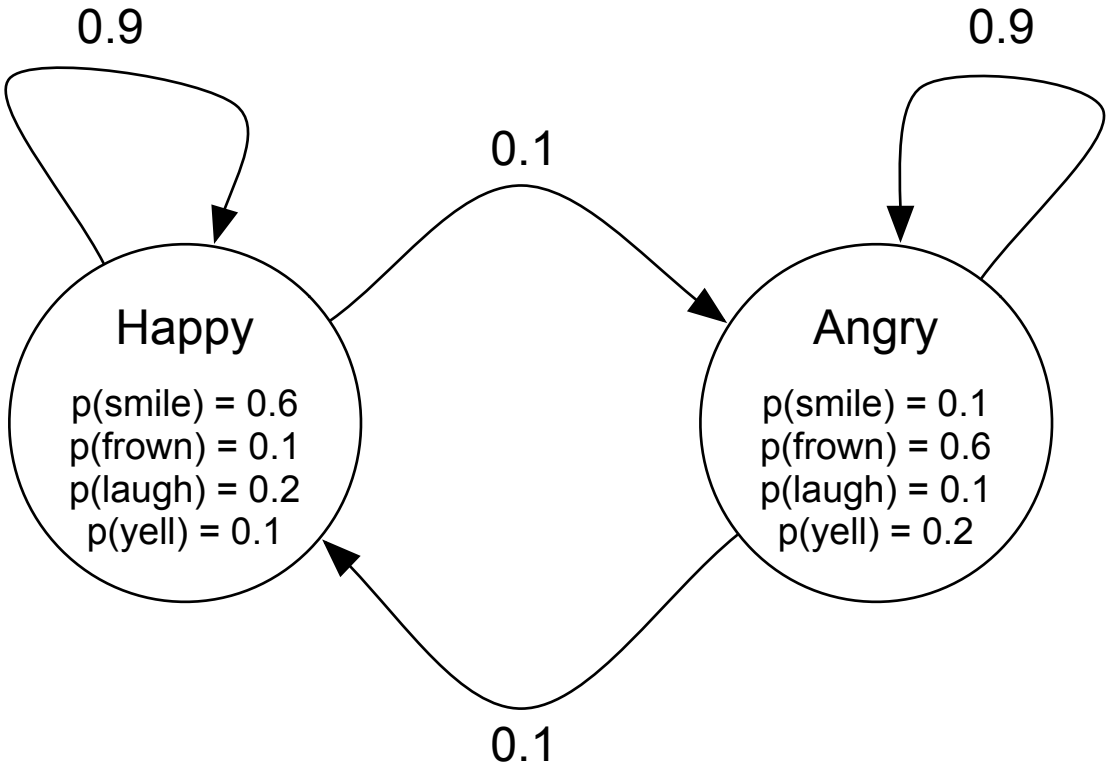 0.9
0.9
0.1
Happy
p(smile) = 0.6
p(frown) = 0.1
p(laugh) = 0.2
p(yell) = 0.1
Angry
p(smile) = 0.1
p(frown) = 0.6
p(laugh) = 0.1
p(yell) = 0.2
0.1